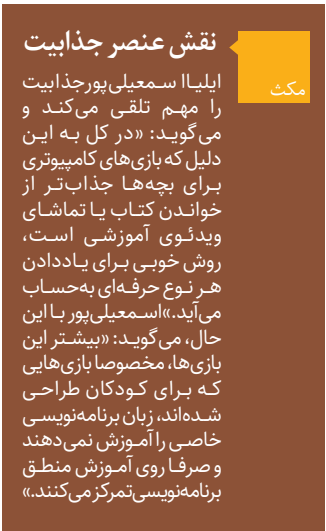 مکث
نقش عنصر جذابیت
ایلیاا سمعیلی‌پورجذابیت
را مهم تلقی می‌کند و
می‌گوید: «در کل به این
دلیل که بازی‌های کامپیوتری
برای بچه‌ها جذاب‌تر از
خواندن کتاب یا تماشای
ویدئوی آموزشی است،
روش خوبی برای یاددادن
هر نوع حرفه‌ای به‌حساب
می‌آید.»اسمعیلی‌پور با این
حال، می‌گوید: «بیشتر این
بازی‌ها، مخصوصا بازی‌هایی
که برای کودکان طراحی
شده‌اند، زبان برنامه‌نویسی
خاصی را آموزش نمی‌دهند
و صرفا روی آموزش منطق
برنامه‌نویسی تمرکز می‌کنند.»